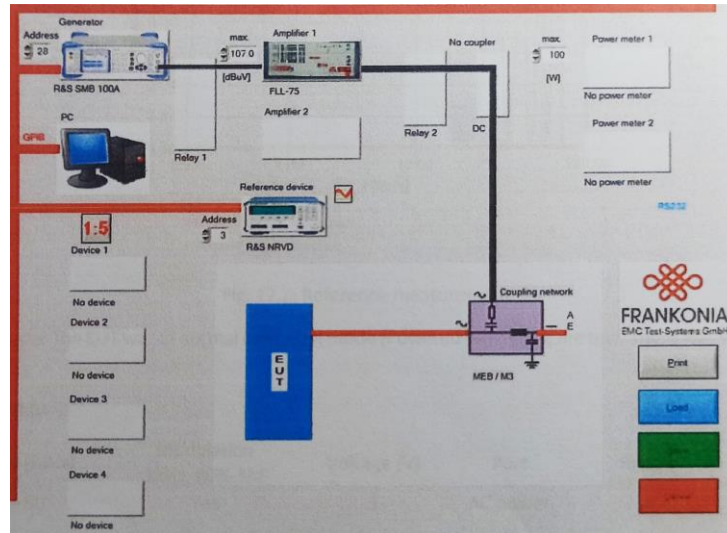 Generator
Address
28
R&S SMB 100A
max.
107.0
[dBuV]
Amplifier 1
FLL-75
No coupler
max.
100
[W]
Power meter 1
No power meter
GPIB
PC
Relay 1
Amplifier 2
Relay 2
DC
Power meter 2
No power meter
Reference device
Address
3
R&S NRVD
RS232
1:5
Device 1
No device
Device 2
No device
Device 3
No device
Device 4
No device
EUT
Coupling network
A
E
MEB / M3
FRANKONIA
EMC Test-Systems GmbH
Print
Load